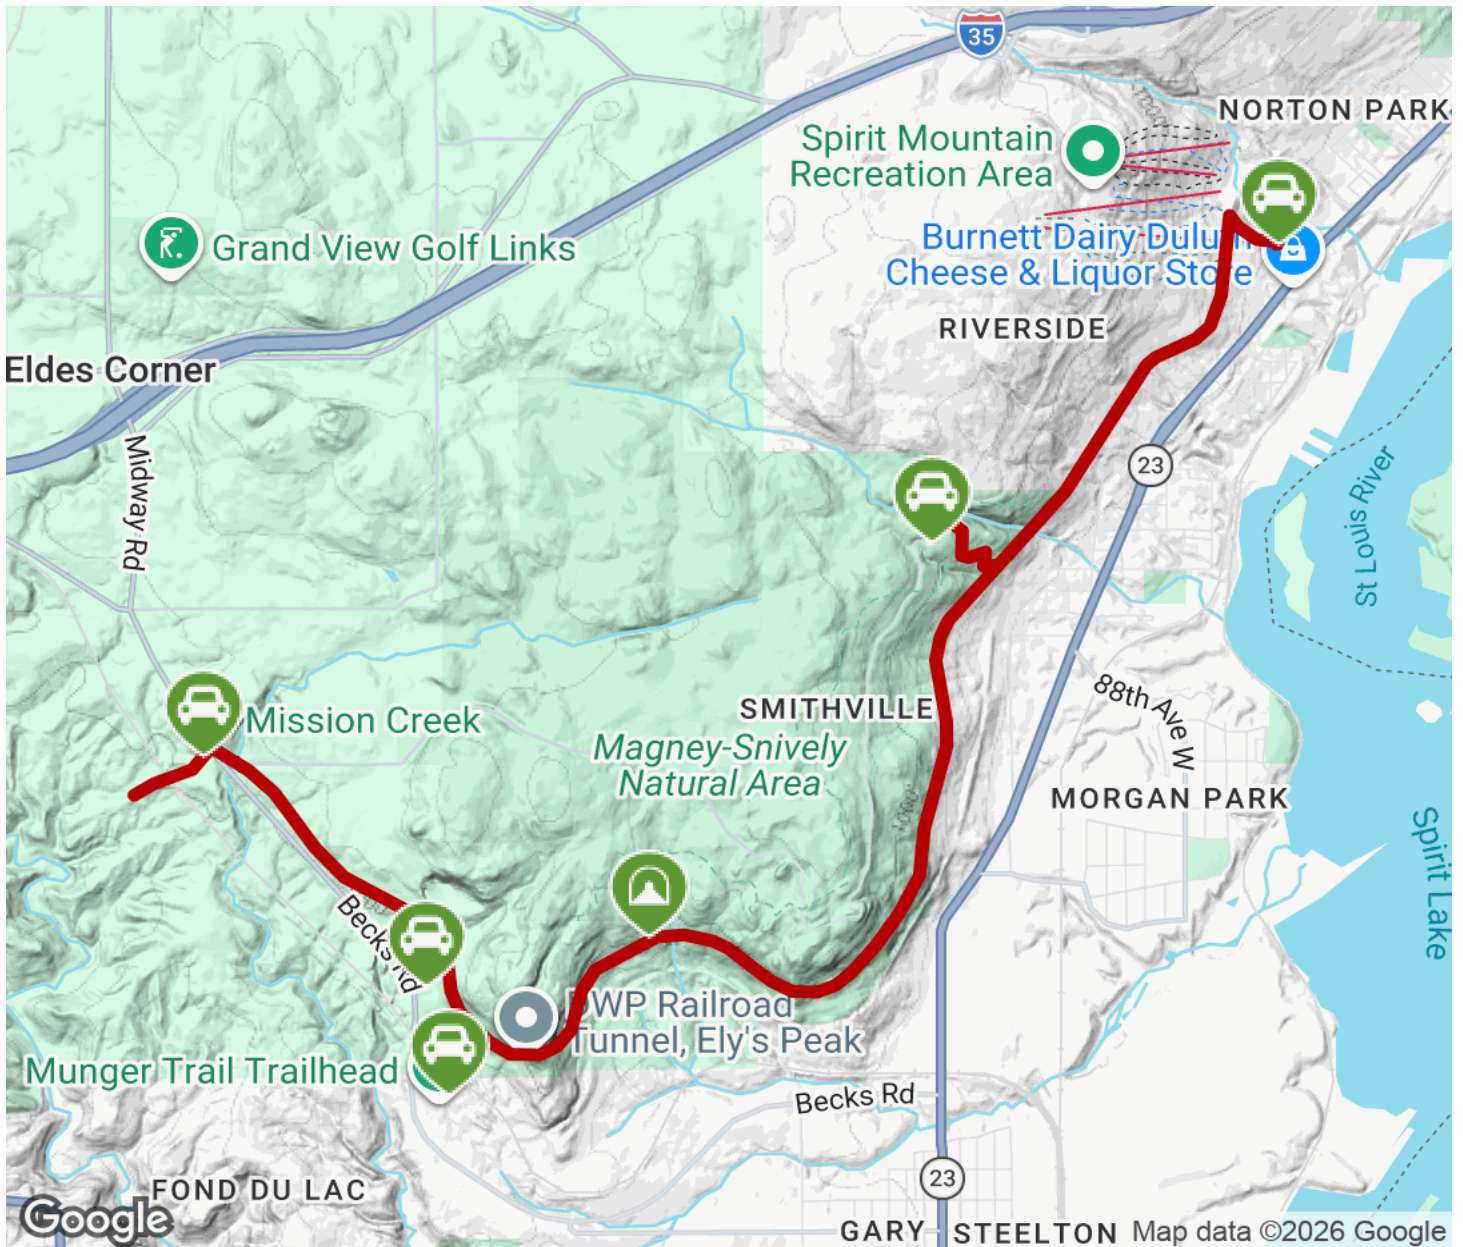 35
NORTON PARK
Spirit Mountain
Recreation Area
Grand View Golf Links
Burnett Dairy Dulu
Cheese & Liquor Store
RIVERSIDE
Eldes Corner
Midway Rd
23
St Louis River
Mission Creek
SMITHVILLE
88th Ave W
Magney-Snively
Natural Area
MORGAN PARK
Spirit Lake
Becks Rd
DWP Railroad
Tunnel, Ely's Peak
Munger Trail Trailhead
Becks Rd
FOND DU LAC
23
Google
GARY
STEELTON
Map data ©2026 Google